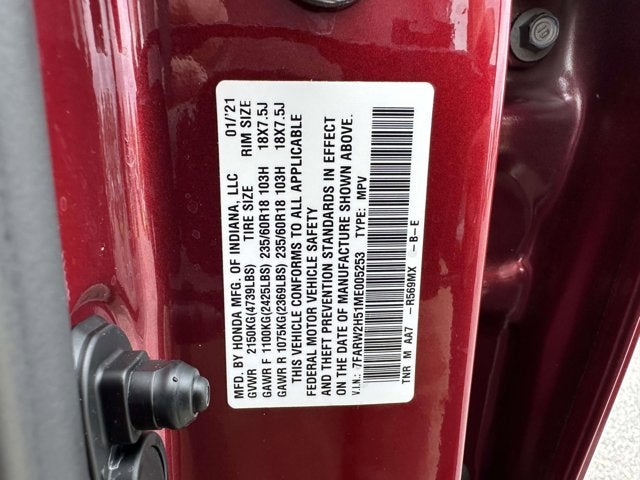 MFD. BY HONDA MFG. OF INDIANA, LLC 01/'21
GVWR 2150KG(4739LBS) TIRE SIZE RIM SIZE
GAWR F 1100KG(2425LBS) 235/60R18 103H 18X7.5J
GAWR R 1075KG(2369LBS) 235/60R18 103H 18X7.5J
THIS VEHICLE CONFORMS TO ALL APPLICABLE
FEDERAL MOTOR VEHICLE SAFETY
AND THEFT PREVENTION STANDARDS IN EFFECT
ON THE DATE OF MANUFACTURE SHOWN ABOVE.
V.I.N.: 7FARW2H51ME005253 TYPE: MPV
TNR M AA7 -R569MX -B-E